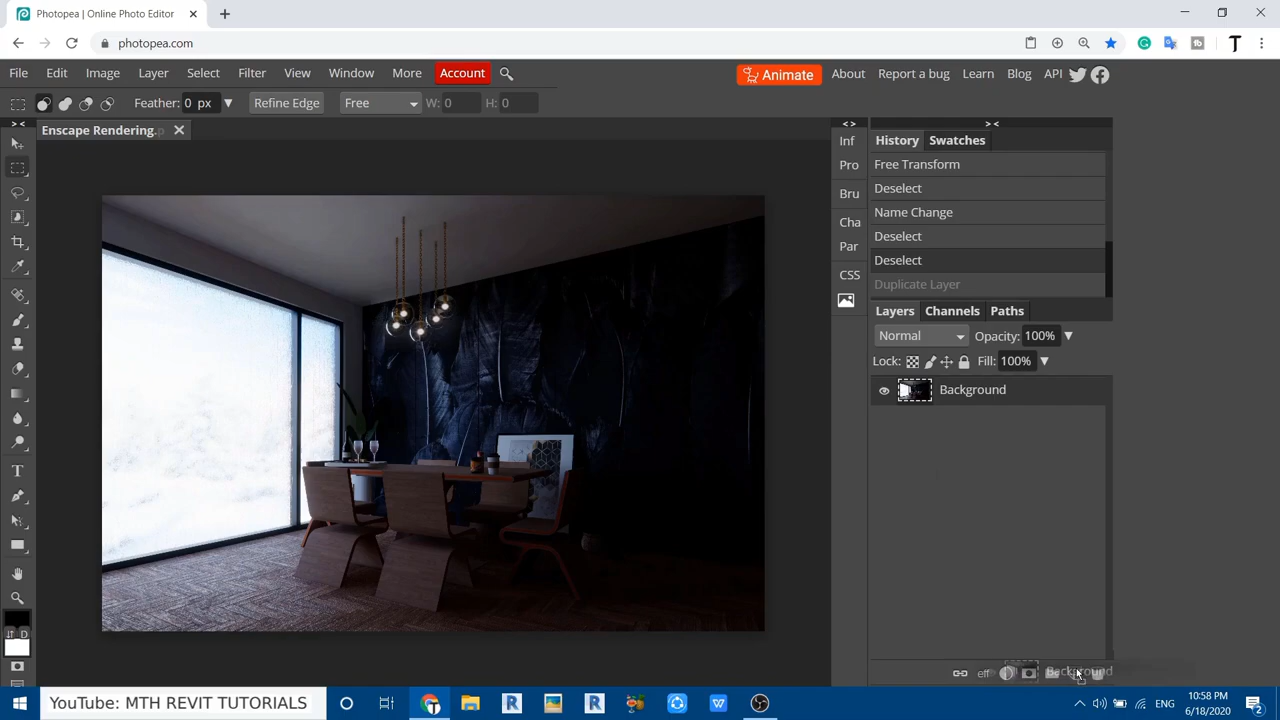 Photopea | Online Photo Editor
photopea.com
File Edit Image Layer Select Filter View Window More Account
Animate About Report a bug Learn Blog API
Feather: 0 px Refine Edge Free W: 0 H: 0
Enscape Rendering.p
Inf
Pro
Bru
Cha
Par
CSS
History Swatches
Free Transform
Deselect
Name Change
Deselect
Deselect
Duplicate Layer
Layers Channels Paths
Normal Opacity: 100%
Lock: Fill: 100%
Background
eff
Background
D
YouTube: MTH REVIT TUTORIALS
ENG
10:58 PM
6/18/2020
2